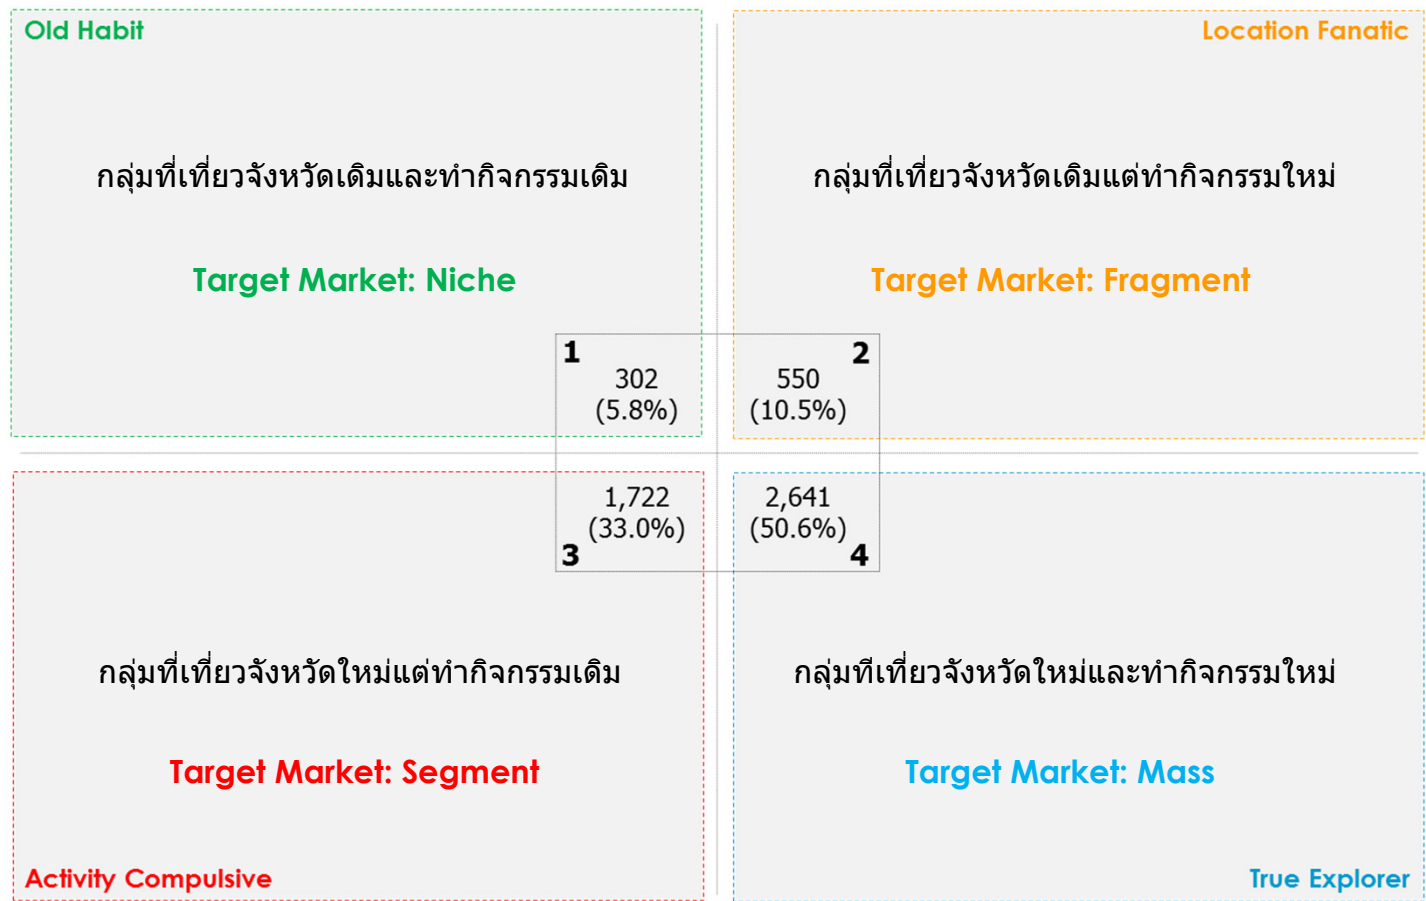 Old Habit
Location Fanatic
กลุ่มที่เที่ยวจังหวัดเดิมและทำกิจกรรมเดิม
กลุ่มที่เที่ยวจังหวัดเดิมแต่ทำกิจกรรมใหม่
Target Market: Niche
Target Market: Fragment
1
302
(5.8%)
2
550
(10.5%)
1,722
(33.0%)
3
2,641
(50.6%)
4
กลุ่มที่เที่ยวจังหวัดใหม่แต่ทำกิจกรรมเดิม
กลุ่มทีเที่ยวจังหวัดใหม่และทำกิจกรรมใหม่
Target Market: Segment
Target Market: Mass
Activity Compulsive
True Explorer